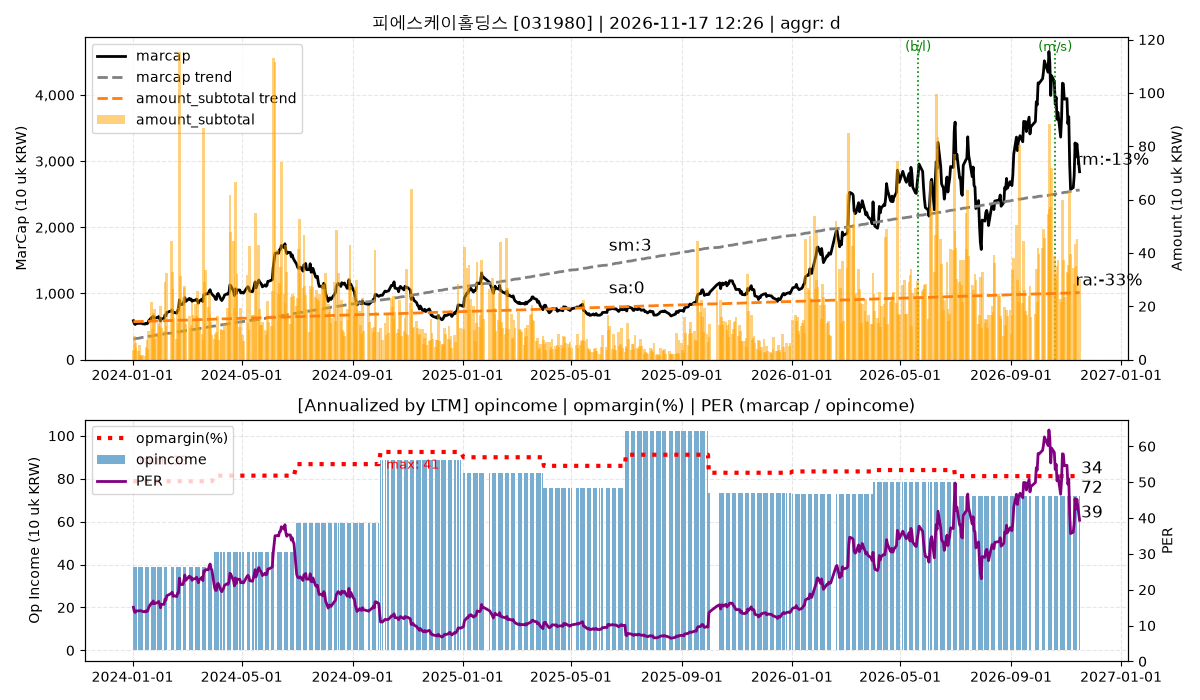 피에스케이홀딩스 [031980] | 2026-11-17 12:26 | aggr: d
marcap
marcap trend
amount_subtotal trend
amount_subtotal
(b/l)
(m/s)
rm:-13%
sm:3
sa:0
ra:-33%
MarCap (10 uk KRW)
4,000
3,000
2,000
1,000
0
120
100
80
60
40
20
0
Amount (10 uk KRW)
2024-01-01 2024-05-01 2024-09-01 2025-01-01 2025-05-01 2025-09-01 2026-01-01 2026-05-01 2026-09-01 2027-01-01
[Annualized by LTM] opincome | opmargin(%) | PER (marcap / opincome)
opmargin(%)
opincome
PER
max: 41
34
72
39
Op Income (10 uk KRW)
100
80
60
40
20
0
60
50
40
30
20
10
0
PER
2024-01-01 2024-05-01 2024-09-01 2025-01-01 2025-05-01 2025-09-01 2026-01-01 2026-05-01 2026-09-01 2027-01-01